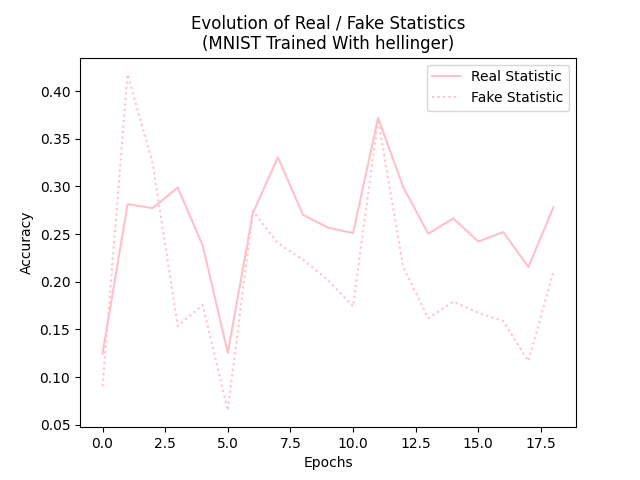 Evolution of Real / Fake Statistics
(MNIST Trained With hellinger)
Real Statistic
Fake Statistic
Accuracy
0.40
0.35
0.30
0.25
0.20
0.15
0.10
0.05
0.0 2.5 5.0 7.5 10.0 12.5 15.0 17.5
Epochs